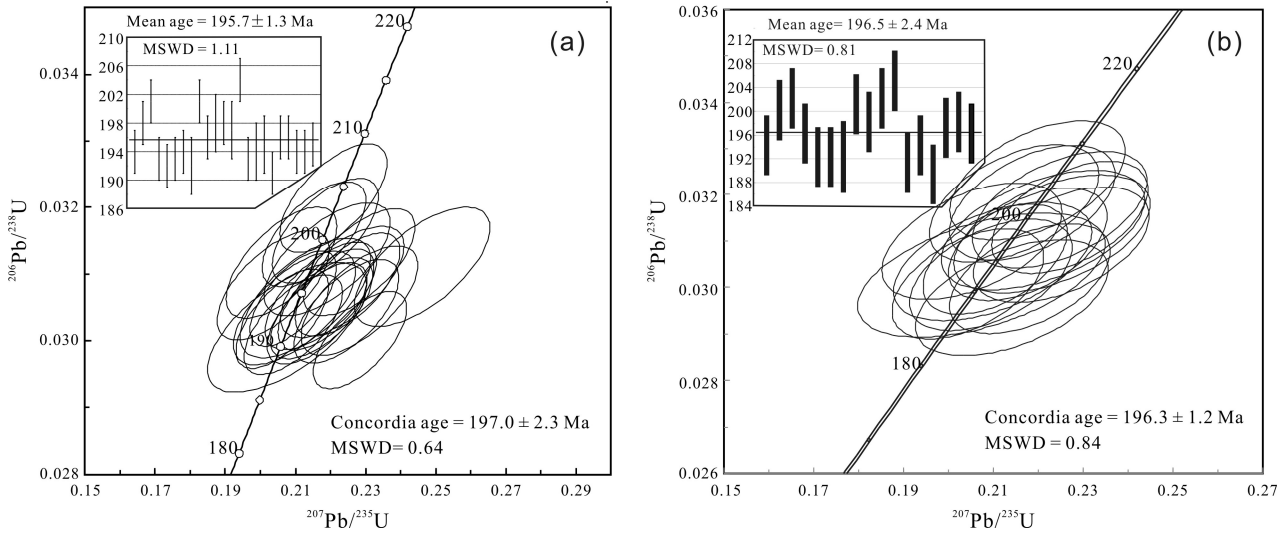 Mean age = 195.7±1.3 Ma
MSWD = 1.11
210
206
202
198
194
190
186
(a)
220
210
200
190
180
0.034
0.032
0.030
0.028
206Pb/238U
Concordia age = 197.0 ± 2.3 Ma
MSWD= 0.64
0.15 0.17 0.19 0.21 0.23 0.25 0.27 0.29
207Pb/235U
Mean age= 196.5 ± 2.4 Ma
MSWD= 0.81
212
208
204
200
196
192
188
184
(b)
220
200
180
0.036
0.034
0.032
0.030
0.028
0.026
206Pb/238U
Concordia age = 196.3 ± 1.2 Ma
MSWD = 0.84
0.15 0.17 0.19 0.21 0.23 0.25 0.27
207Pb/235U